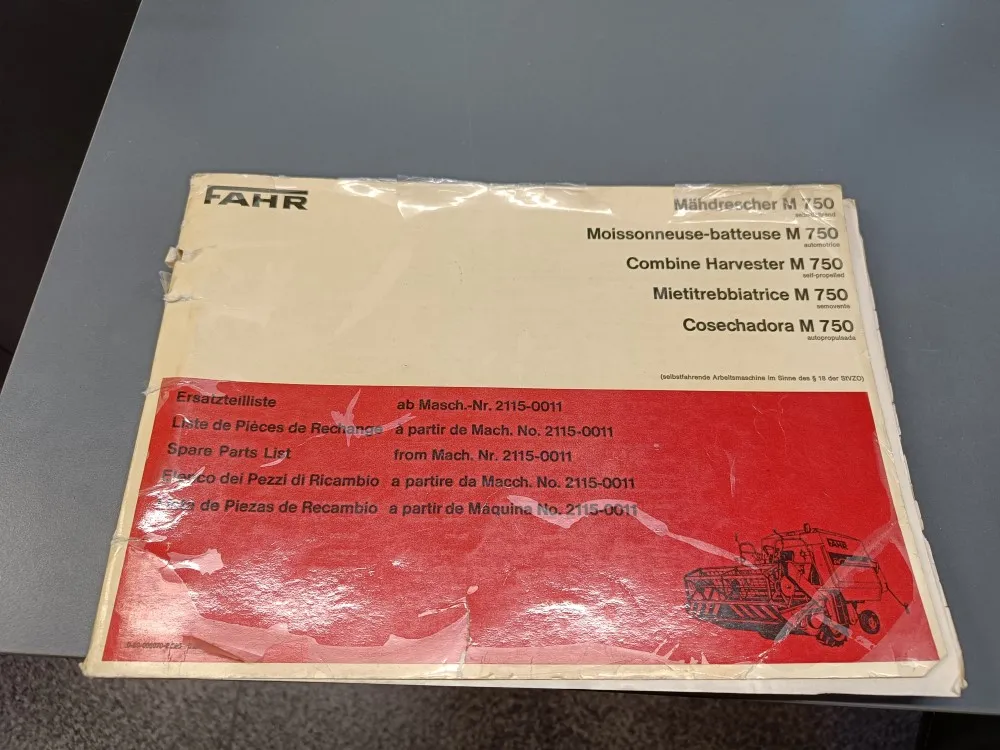 FAHR
Mähdrescher M 750
Moissonneuse-batteuse M 750
automotrice
Combine Harvester M 750
self-propelled
Mietitrebbiatrice M 750
semovente
Cosechadora M 750
autopropulsada
(selbstfahrende Arbeitsmaschine im Sinne des § 18 der StVZO)
Ersatzteilliste ab Masch.-Nr. 2115-0011
Liste de Pièces de Rechange à partir de Mach. No. 2115-0011
Spare Parts List from Mach. Nr. 2115-0011
Elenco dei Pezzi di Ricambio a partire da Macch. No. 2115-0011
de Piezas de Recambio a partir de Máquina No. 2115-0011
FAHR